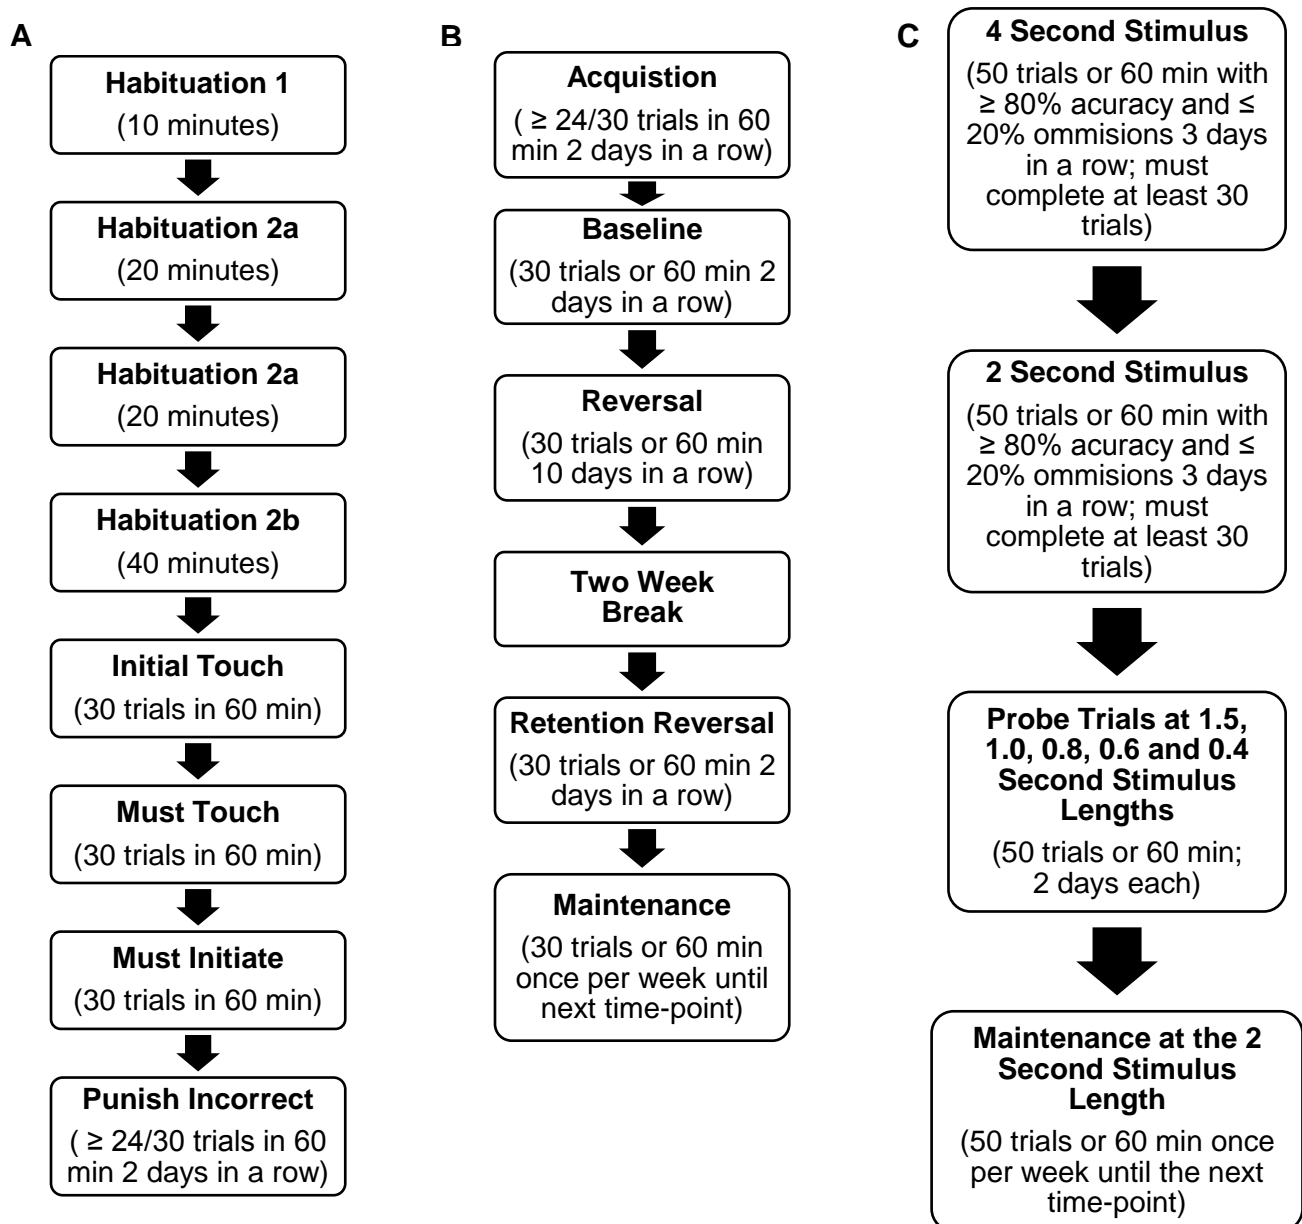 A
Habituation 1
(10 minutes)
Habituation 2a
(20 minutes)
Habituation 2a
(20 minutes)
Habituation 2b
(40 minutes)
Initial Touch
(30 trials in 60 min)
Must Touch
(30 trials in 60 min)
Must Initiate
(30 trials in 60 min)
Punish Incorrect
( ≥ 24/30 trials in 60
min 2 days in a row)
B
Acquistion
( ≥ 24/30 trials in 60
min 2 days in a row)
Baseline
(30 trials or 60 min 2
days in a row)
Reversal
(30 trials or 60 min
10 days in a row)
Two Week
Break
Retention Reversal
(30 trials or 60 min 2
days in a row)
Maintenance
(30 trials or 60 min
once per week until
next time-point)
C
4 Second Stimulus
(50 trials or 60 min with
≥ 80% acuracy and ≤
20% ommisions 3 days
in a row; must
complete at least 30
trials)
2 Second Stimulus
(50 trials or 60 min with
≥ 80% acuracy and ≤
20% ommisions 3 days
in a row; must
complete at least 30
trials)
Probe Trials at 1.5,
1.0, 0.8, 0.6 and 0.4
Second Stimulus
Lengths
(50 trials or 60 min;
2 days each)
Maintenance at the 2
Second Stimulus
Length
(50 trials or 60 min once
per week until the next
time-point)